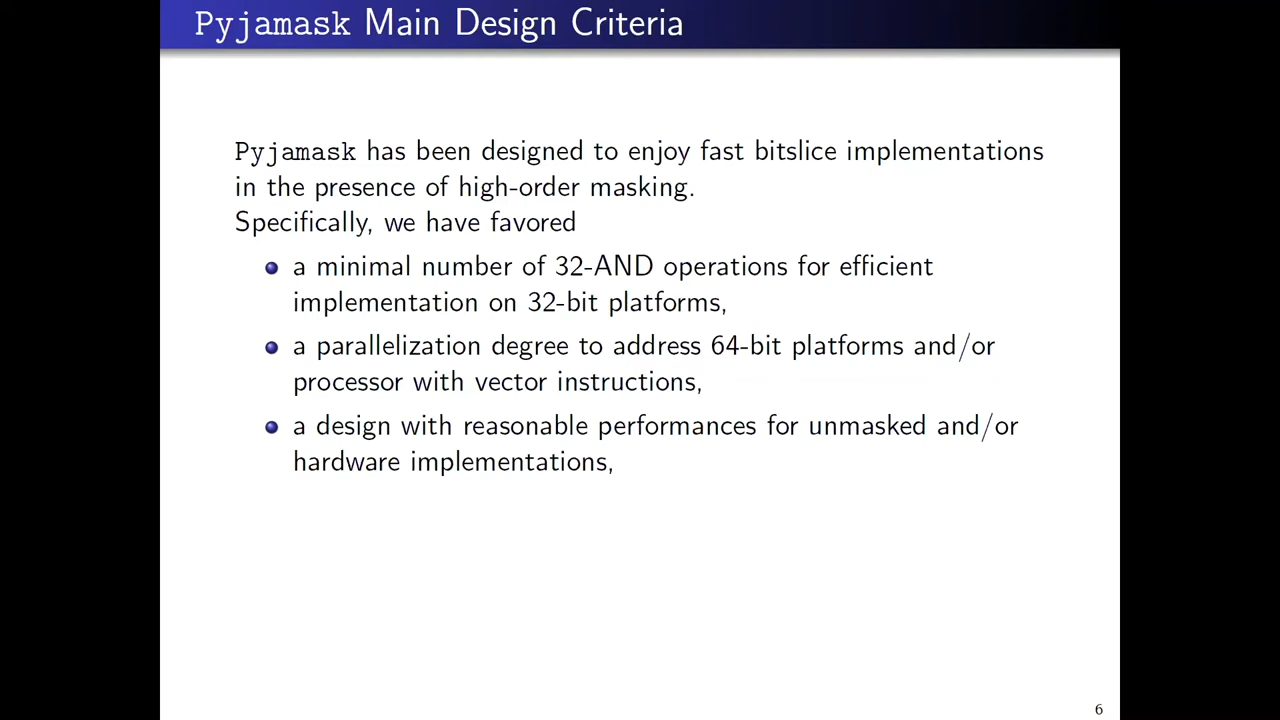 Pyjamask Main Design Criteria
Pyjamask has been designed to enjoy fast bitslice implementations
in the presence of high-order masking.
Specifically, we have favored
a minimal number of 32-AND operations for efficient
implementation on 32-bit platforms,
a parallelization degree to address 64-bit platforms and/or
processor with vector instructions,
a design with reasonable performances for unmasked and/or
hardware implementations,
6